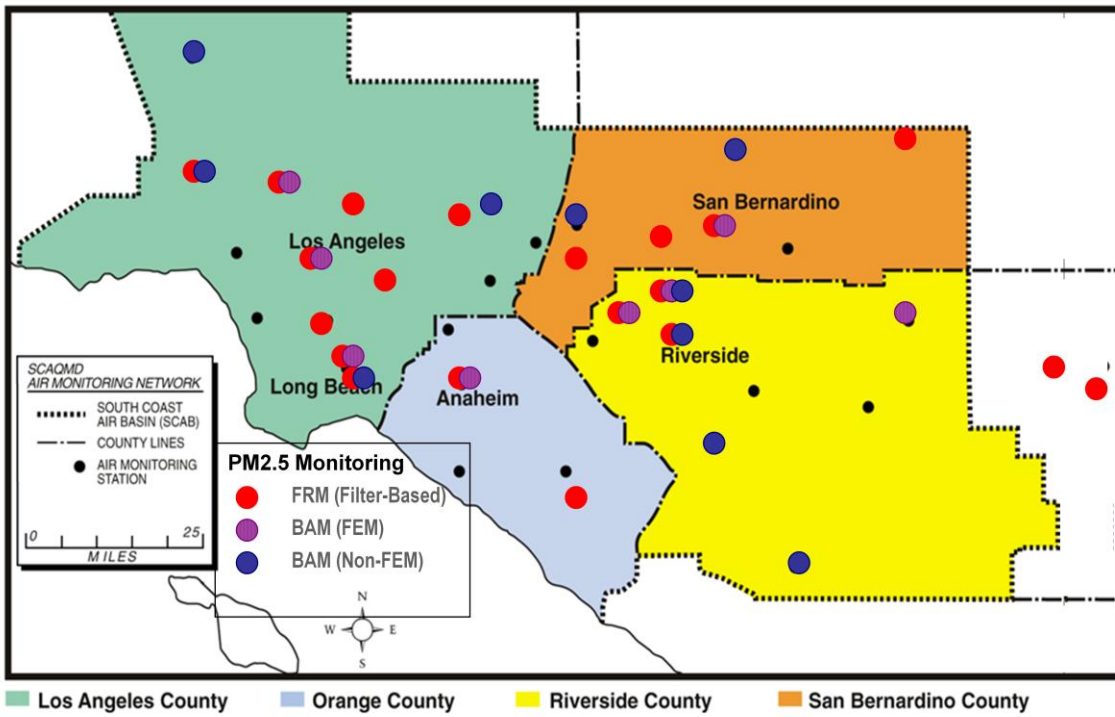 San Bernardino
Los Angeles
Riverside
Long Beach
Anaheim
SCAQMD
AIR MONITORING NETWORK
SOUTH COAST
AIR BASIN (SCAB)
COUNTY LINES
AIR MONITORING
STATION
0 25
MILES
PM2.5 Monitoring
FRM (Filter-Based)
BAM (FEM)
BAM (Non-FEM)
N
W E
S
Los Angeles County Orange County Riverside County San Bernardino County